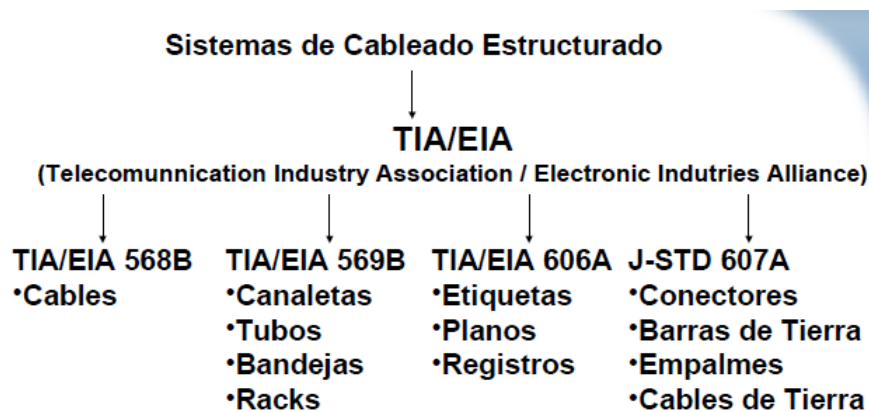 Sistemas de Cableado Estructurado
TIA/EIA
(Telecomunnication Industry Association / Electronic Indutries Alliance)
TIA/EIA 568B
•Cables
TIA/EIA 569B
•Canaletas
•Tubos
•Bandejas
•Racks
TIA/EIA 606A
•Etiquetas
•Planos
•Registros
J-STD 607A
•Conectores
•Barras de Tierra
•Empalmes
•Cables de Tierra